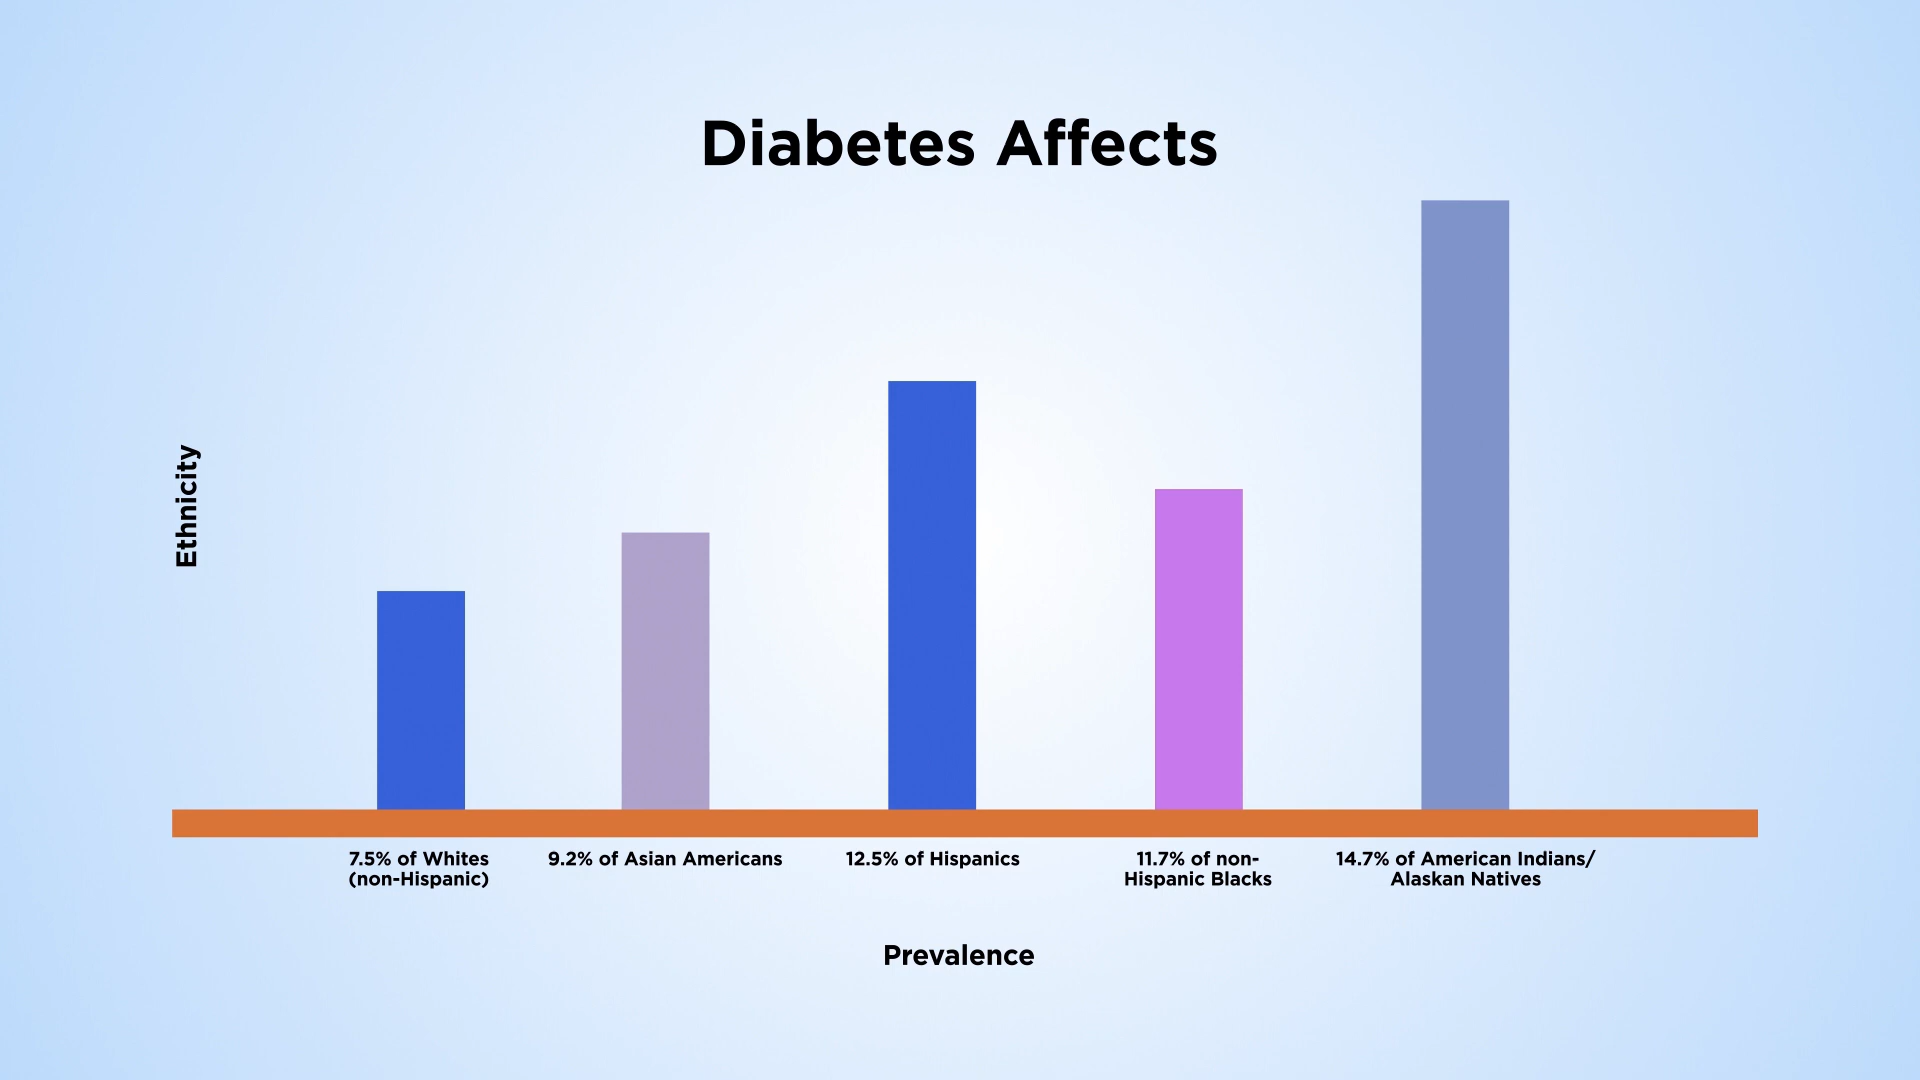 Diabetes Affects
Ethnicity
7.5% of Whites
(non-Hispanic)
9.2% of Asian Americans
12.5% of Hispanics
11.7% of non-
Hispanic Blacks
14.7% of American Indians/
Alaskan Natives
Prevalence